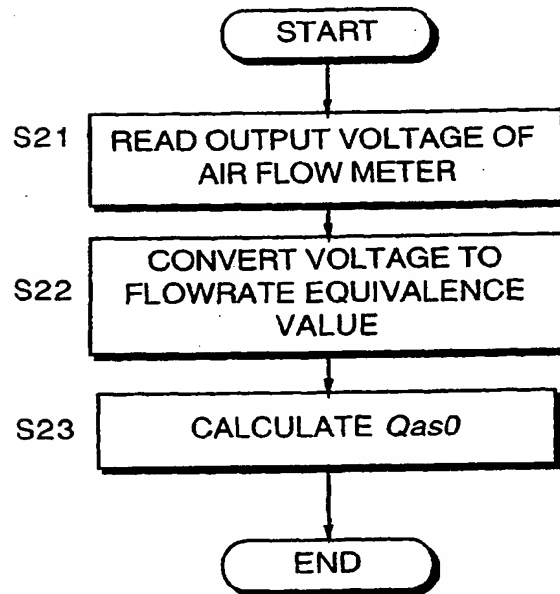 START
S21
READ OUTPUT VOLTAGE OF
AIR FLOW METER
S22
CONVERT VOLTAGE TO
FLOWRATE EQUIVALENCE
VALUE
S23
CALCULATE Qas0
END